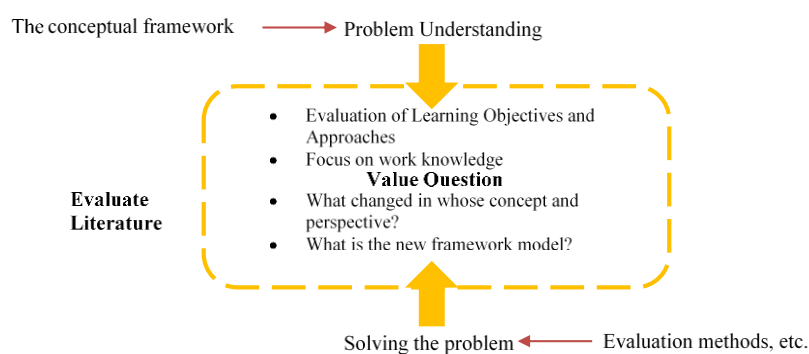 The conceptual framework
Problem Understanding
• Evaluation of Learning Objectives and
Approaches
• Focus on work knowledge
Value Question
• What changed in whose concept and
perspective?
• What is the new framework model?
Evaluate
Literature
Solving the problem
Evaluation methods, etc.